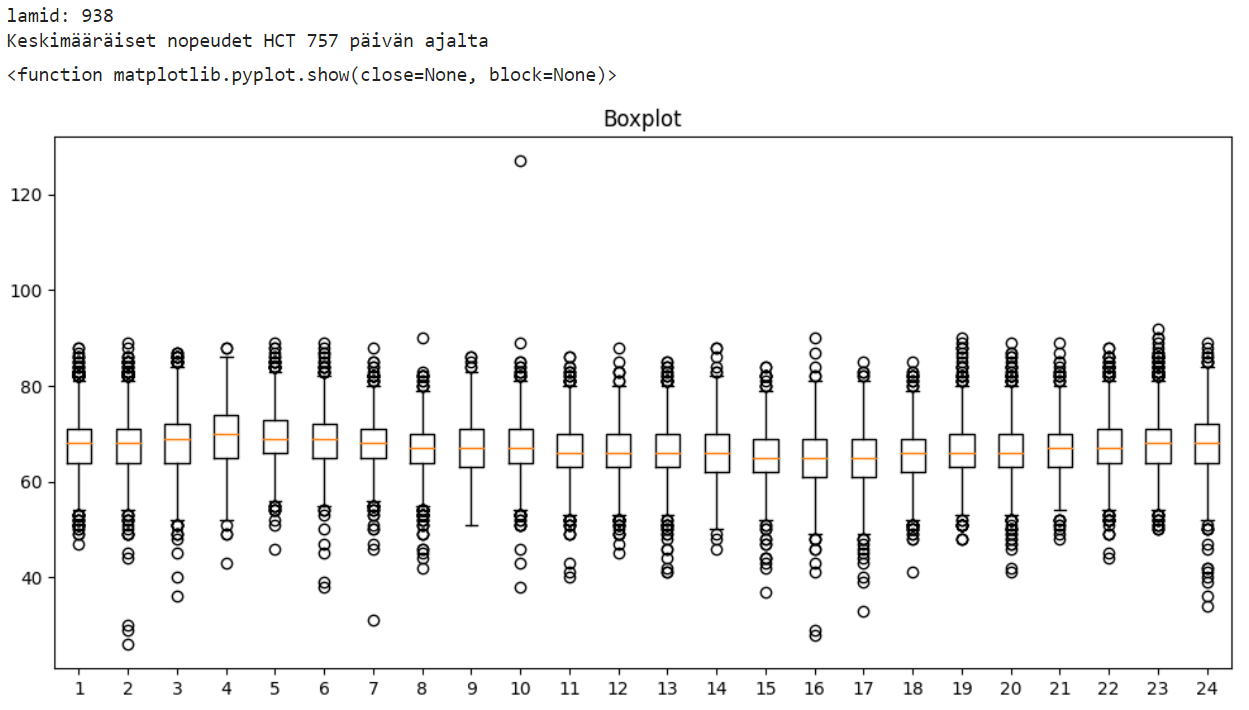 lamid: 938
Keskimääräiset nopeudet HCT 757 päivän ajalta
<function matplotlib.pyplot.show(close=None, block=None)>
Boxplot
120
100
80
60
40
1 2 3 4 5 6 7 8 9 10 11 12 13 14 15 16 17 18 19 20 21 22 23 24